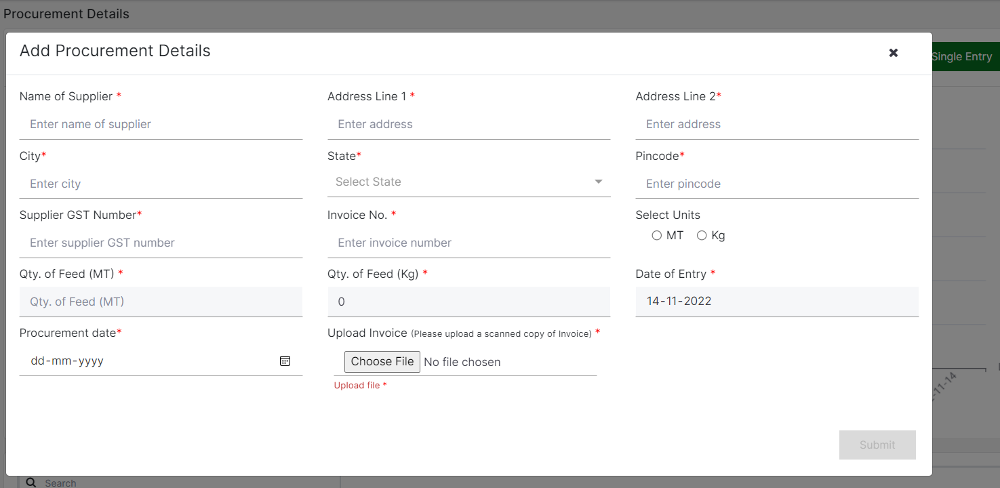 Procurement Details
Add Procurement Details
Single Entry
Name of Supplier *
Address Line 1 *
Address Line 2*
Enter name of supplier
Enter address
Enter address
City*
State*
Pincode*
Enter city
Select State
Enter pincode
Supplier GST Number*
Invoice No. *
Select Units
Enter supplier GST number
Enter invoice number
MT
Kg
Qty. of Feed (MT) *
Qty. of Feed (Kg) *
Date of Entry *
Qty. of Feed (MT)
0
14-11-2022
Procurement date*
Upload Invoice (Please upload a scanned copy of Invoice) *
dd-mm-yyyy
Choose File No file chosen
Upload file *
-11-14
Submit
Search